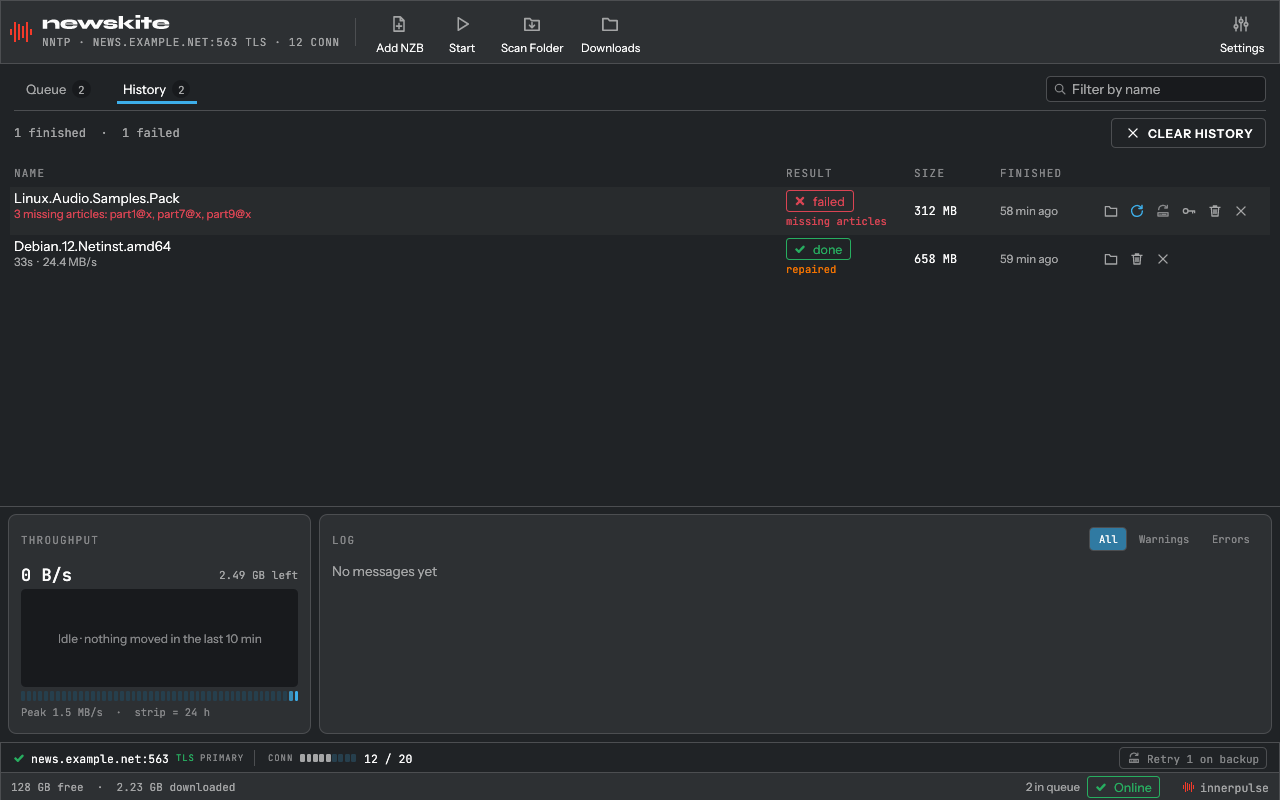 newskite
NNTP · NEWS.EXAMPLE.NET:563 TLS · 12 CONN
Add NZB
Start
Scan Folder
Downloads
Settings
Queue 2
History 2
Filter by name
1 finished · 1 failed
CLEAR HISTORY
NAME RESULT SIZE FINISHED
Linux.Audio.Samples.Pack
3 missing articles: part1@x, part7@x, part9@x
failed
missing articles
312 MB
58 min ago
Debian.12.Netinst.amd64
33s · 24.4 MB/s
done
repaired
658 MB
59 min ago
THROUGHPUT
0 B/s
2.49 GB left
Idle · nothing moved in the last 10 min
Peak 1.5 MB/s · strip = 24 h
LOG
All Warnings Errors
No messages yet
news.example.net:563 TLS PRIMARY
CONN 12 / 20
Retry 1 on backup
128 GB free · 2.23 GB downloaded
2 in queue
Online
innerpulse